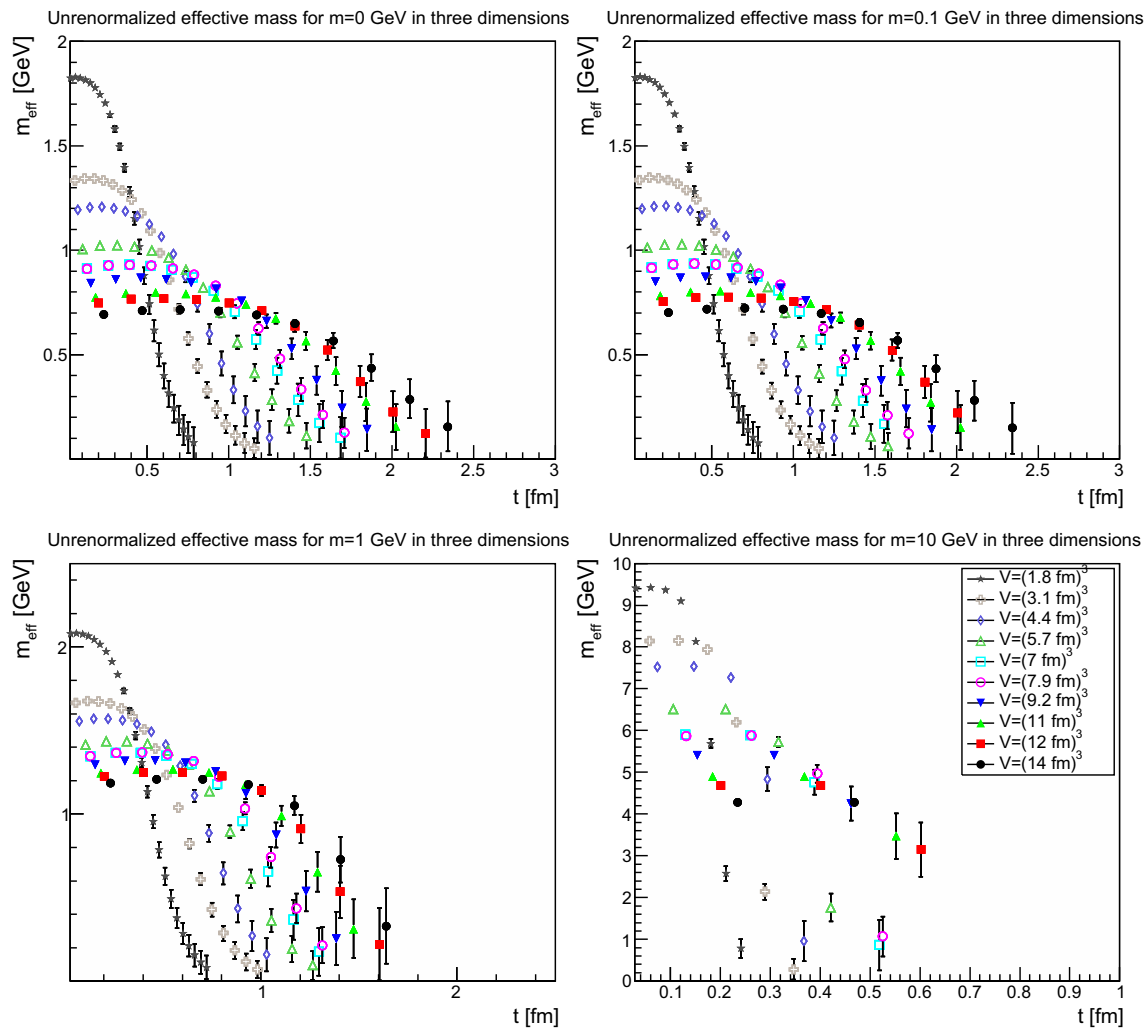 Unrenormalized effective mass for m=0 GeV in three dimensions
m_eff [GeV]
2
1.5
1
0.5
0.5 1 1.5 2 2.5 3
t [fm]
Unrenormalized effective mass for m=0.1 GeV in three dimensions
m_eff [GeV]
2
1.5
1
0.5
0.5 1 1.5 2 2.5 3
t [fm]
Unrenormalized effective mass for m=1 GeV in three dimensions
m_eff [GeV]
2
1
1 2
t [fm]
Unrenormalized effective mass for m=10 GeV in three dimensions
m_eff [GeV]
10
9
8
7
6
5
4
3
2
1
0
V=(1.8 fm)^3
V=(3.1 fm)^3
V=(4.4 fm)^3
V=(5.7 fm)^3
V=(7 fm)^3
V=(7.9 fm)^3
V=(9.2 fm)^3
V=(11 fm)^3
V=(12 fm)^3
V=(14 fm)^3
0.1 0.2 0.3 0.4 0.5 0.6 0.7 0.8 0.9 1
t [fm]